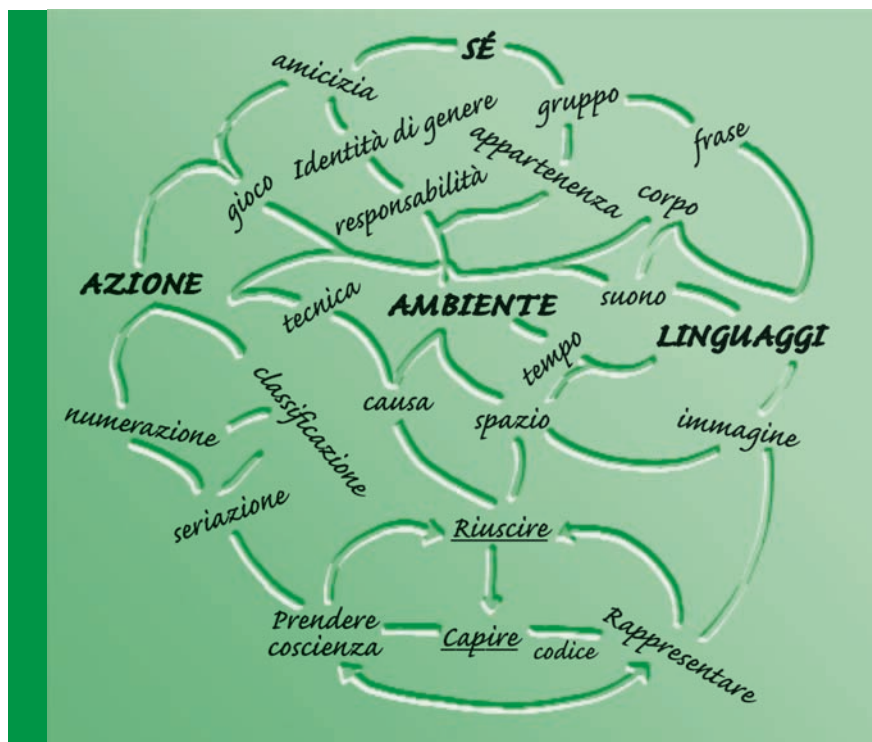 SÉ
amicizia
gruppo
Identità di genere
appartenenza
frase
gioco
responsabilità
corpo
AZIONE
tecnica
AMBIENTE
suono
LINGUAGGI
tempo
classificazione
causa
spazio
numerazione
immagine
seriazione
Riuscire
Prendere
coscienza
Capire
codice
Rappresentare